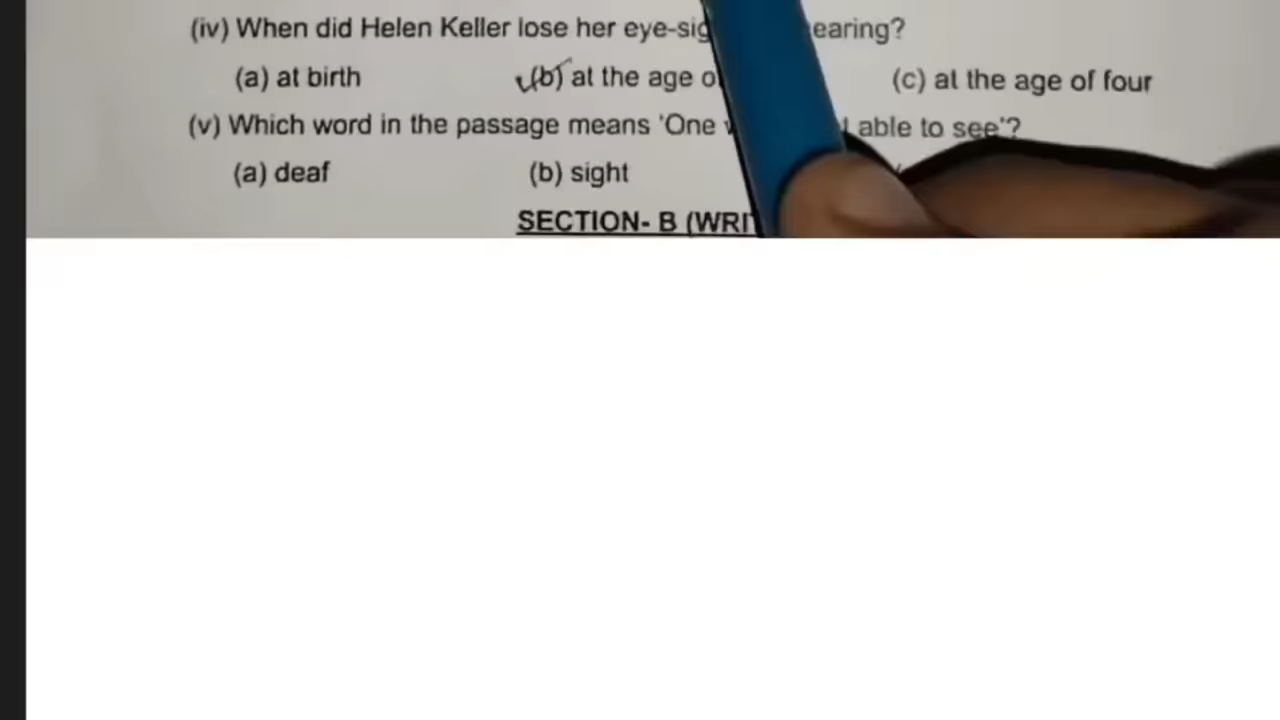 (iv) When did Helen Keller lose her eye-sig earing?
(a) at birth (b) at the age o (c) at the age of four
(v) Which word in the passage means 'One able to see'?
(a) deaf (b) sight
SECTION- B (WRIT